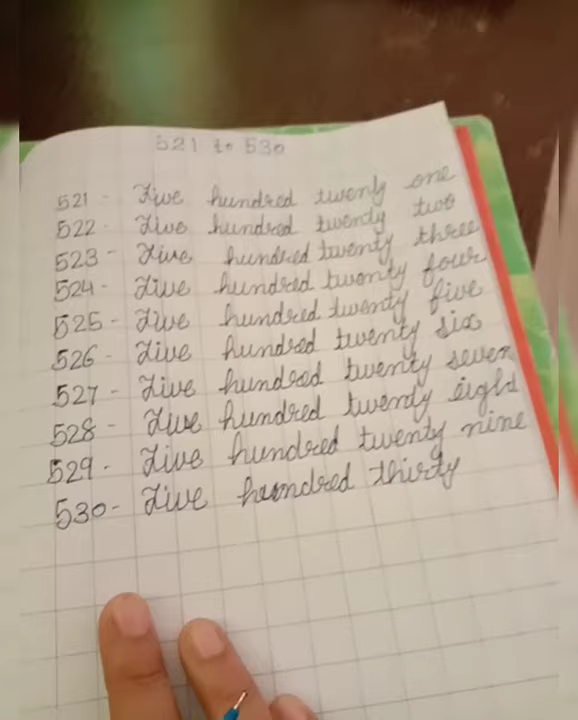 521 to 530
521 - Five hundred twenty one
522 - Five hundred twenty two
523 - Five hundred twenty three
524 - Five hundred twenty four
525 - Five hundred twenty five
526 - Five hundred twenty six
527 - Five hundred twenty seven
528 - Five hundred twenty eight
529 - Five hundred twenty nine
530 - Five hundred thirty